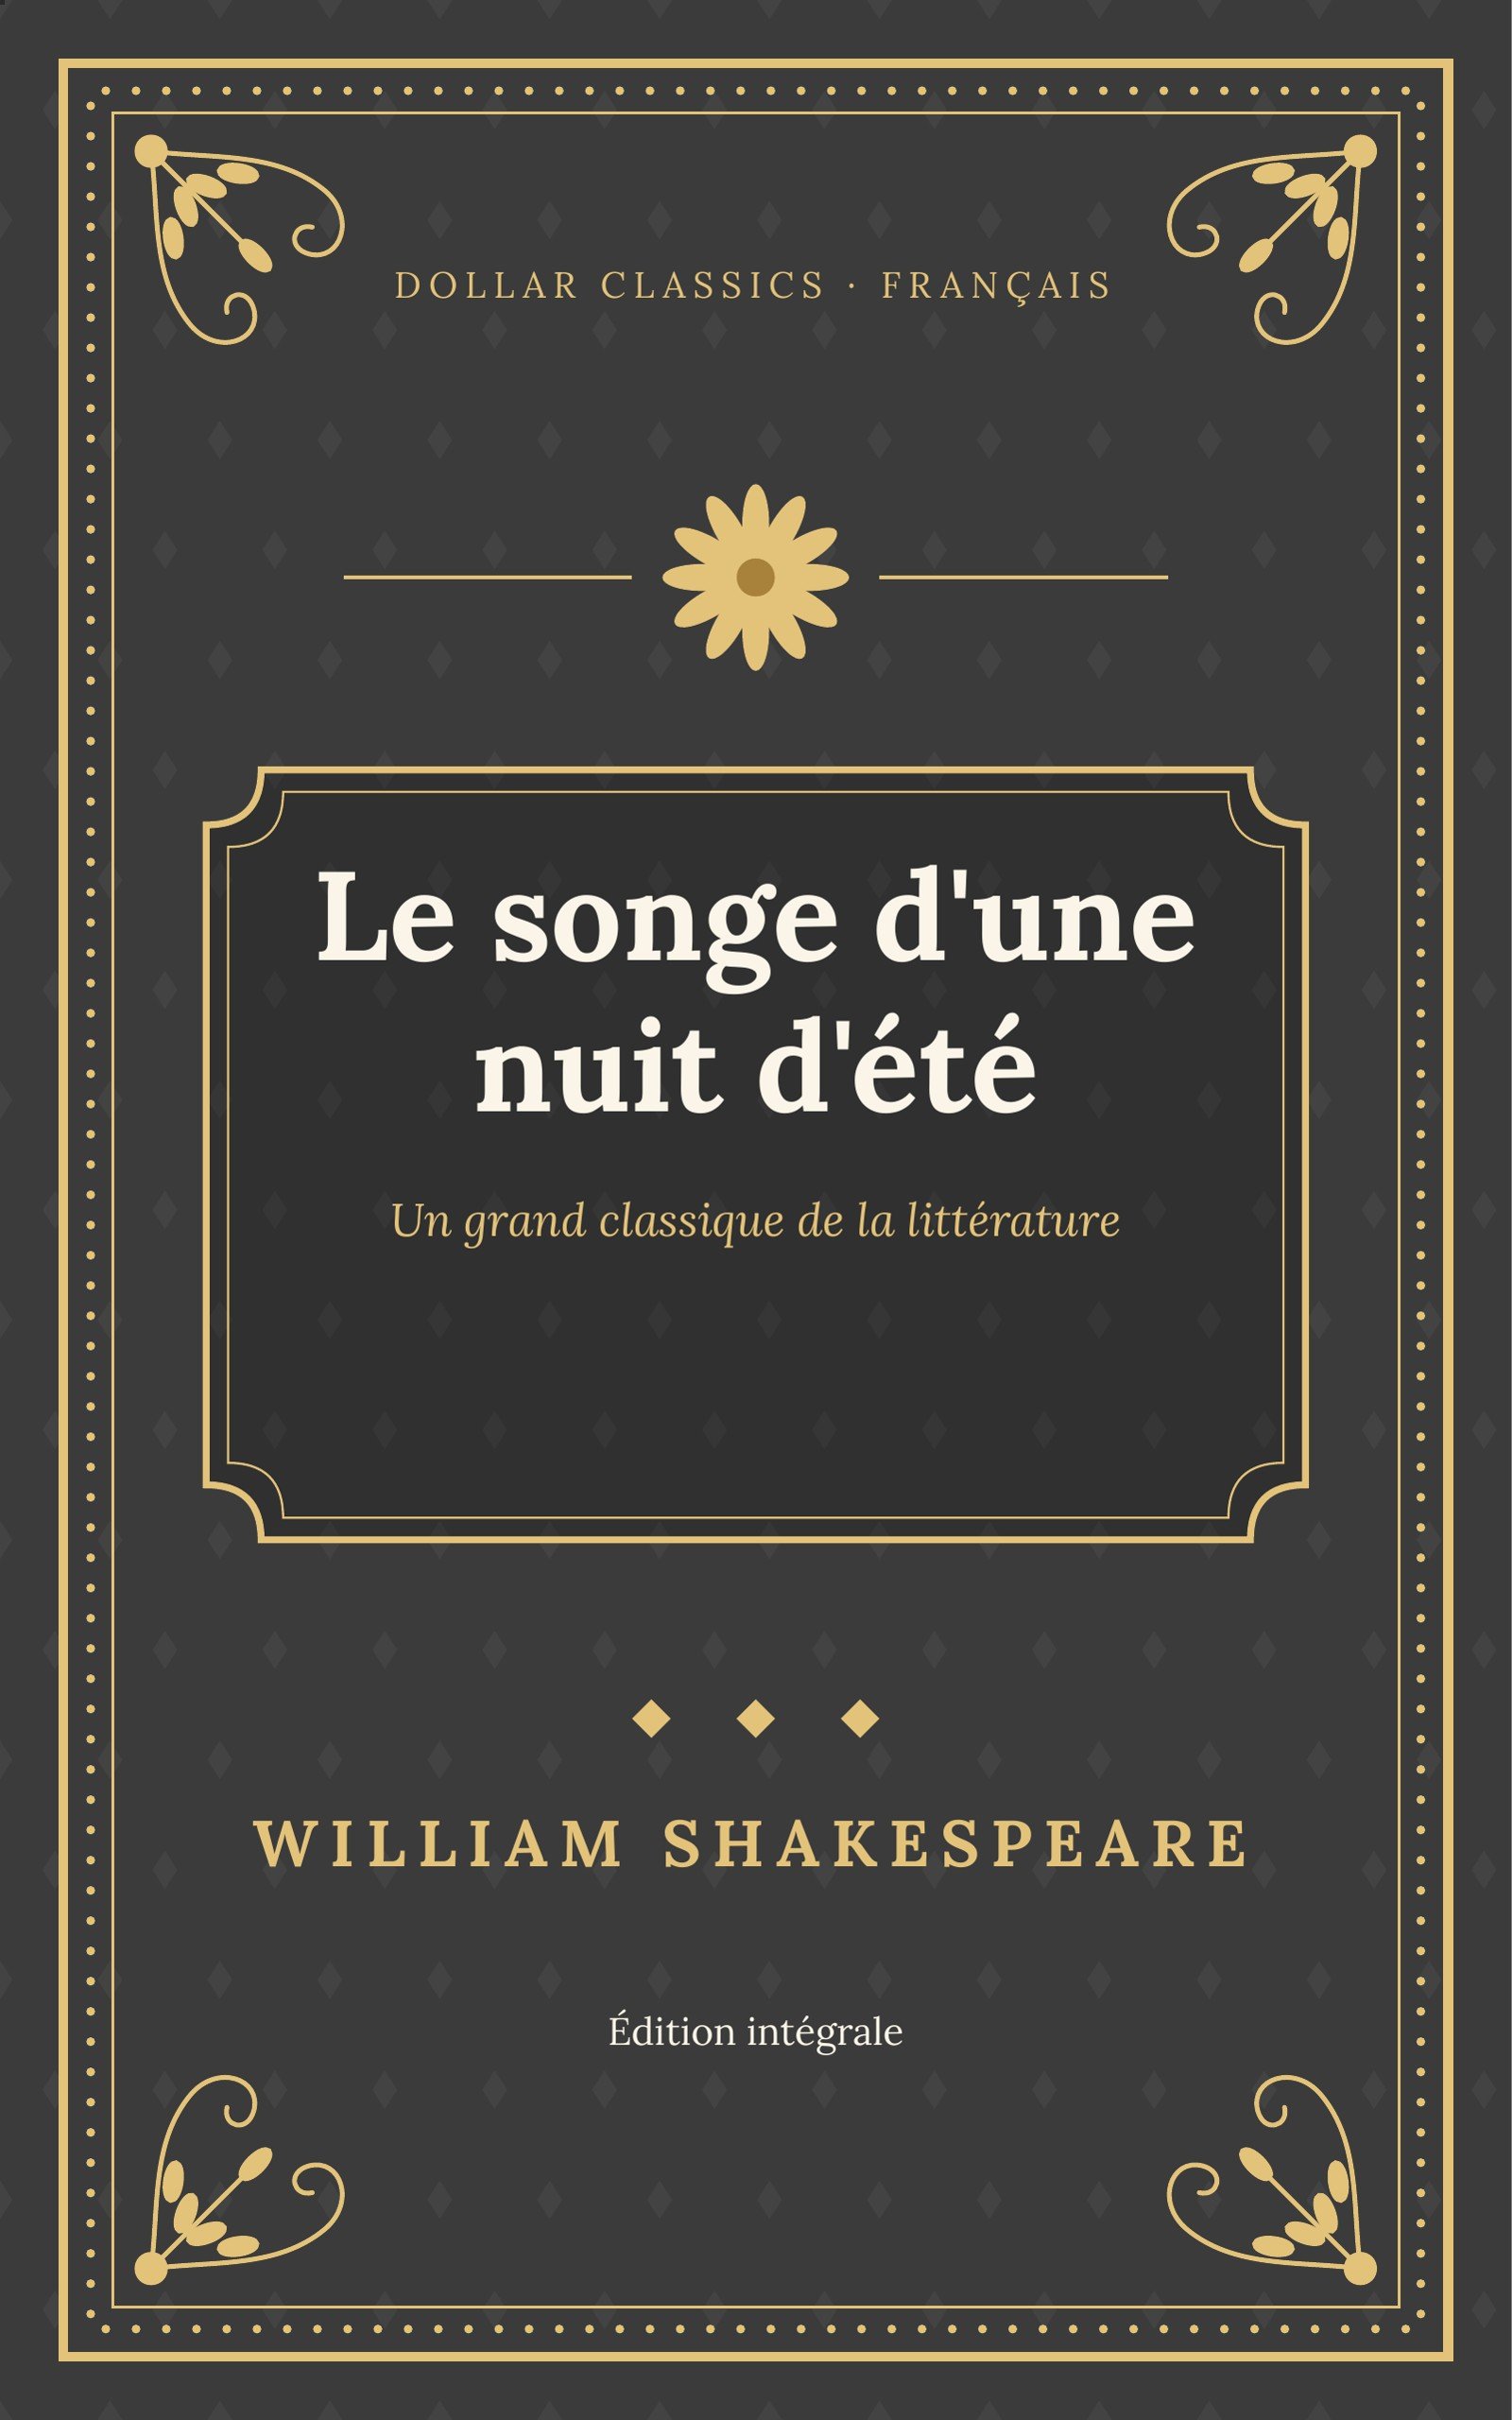 DOLLAR CLASSICS · FRANÇAIS
Le songe d'une
nuit d'été
Un grand classique de la littérature
WILLIAM SHAKESPEARE
Édition intégrale